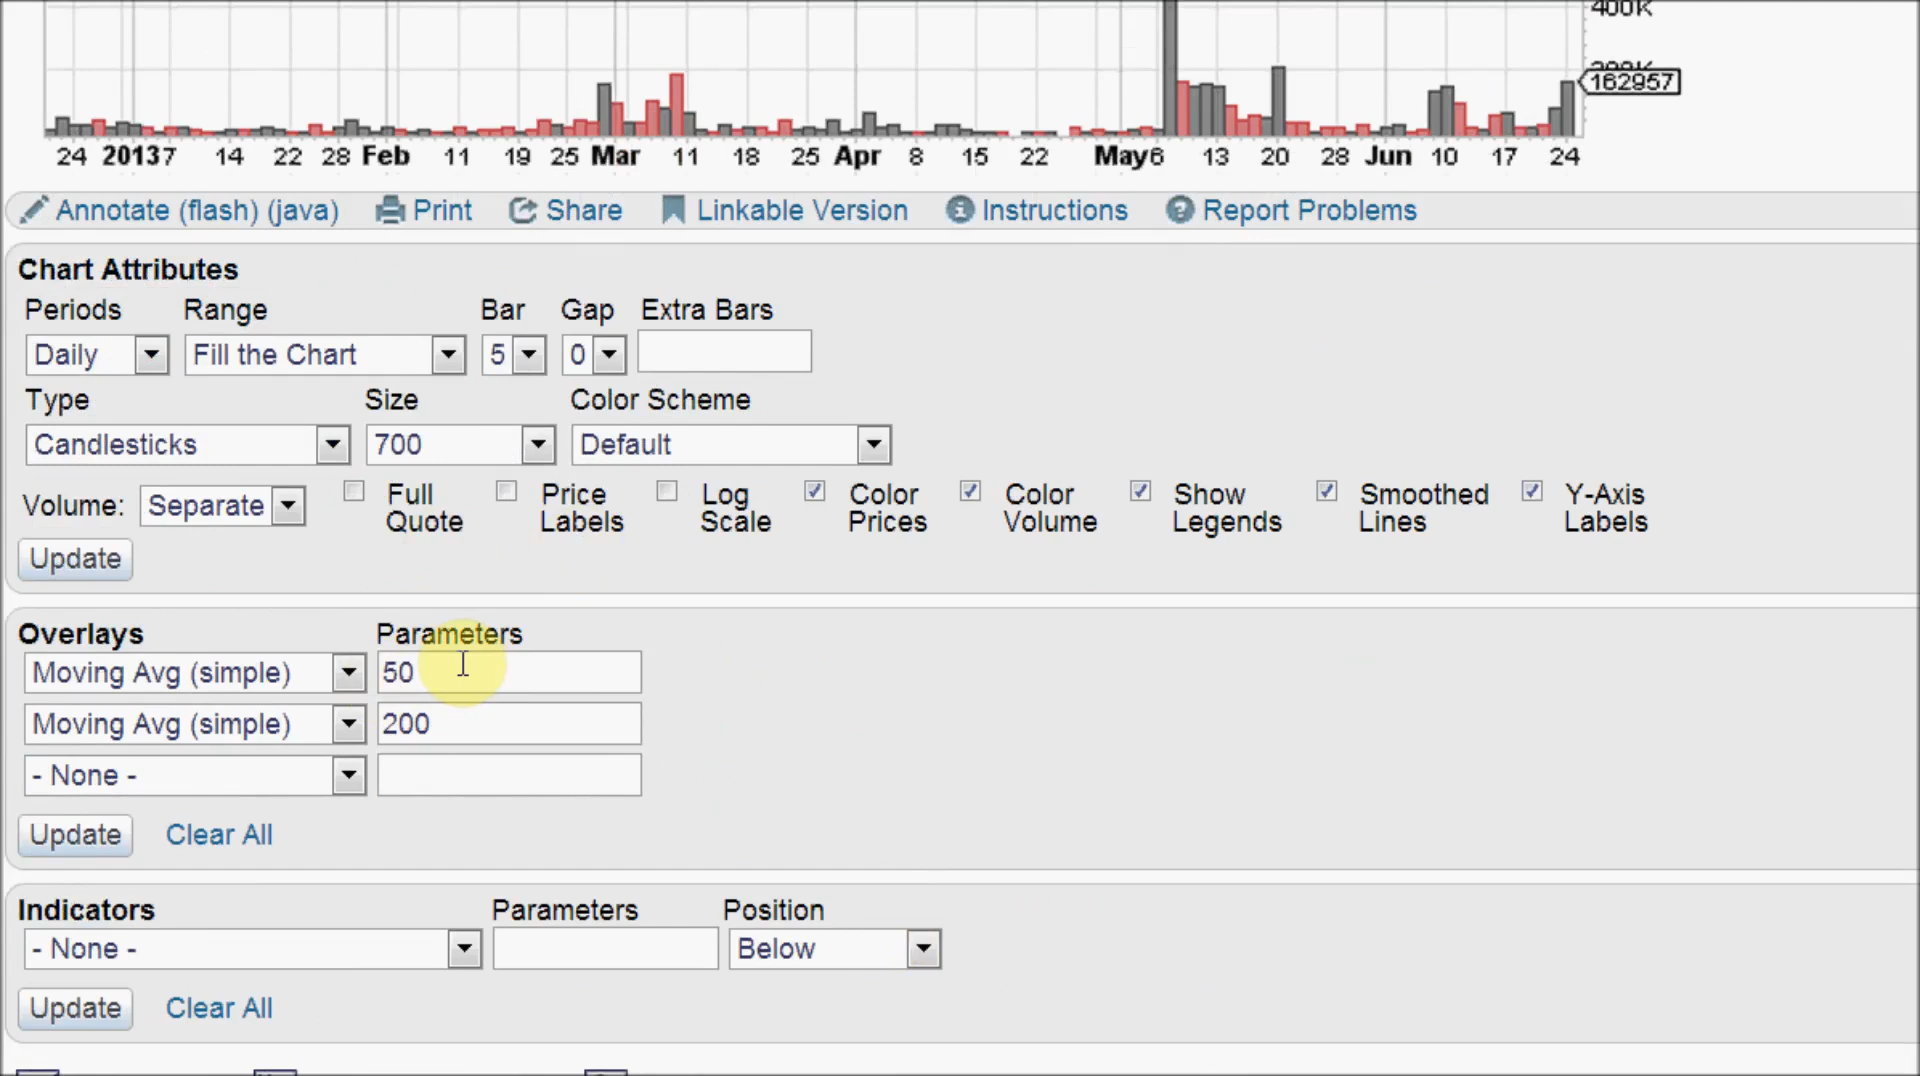 400K
162957
24 2013 7 14 22 28 Feb 11 19 25 Mar 11 18 25 Apr 8 15 22 May 6 13 20 28 Jun 10 17 24
Annotate (flash) (java) Print Share Linkable Version Instructions Report Problems
Chart Attributes
Periods Range Bar Gap Extra Bars
Daily Fill the Chart 5 0
Type Size Color Scheme
Candlesticks 700 Default
Volume: Separate Full Quote Price Labels Log Scale Color Prices Color Volume Show Legends Smoothed Lines Y-Axis Labels
Update
Overlays Parameters
Moving Avg (simple) 50
Moving Avg (simple) 200
- None -
Update Clear All
Indicators Parameters Position
- None - Below
Update Clear All